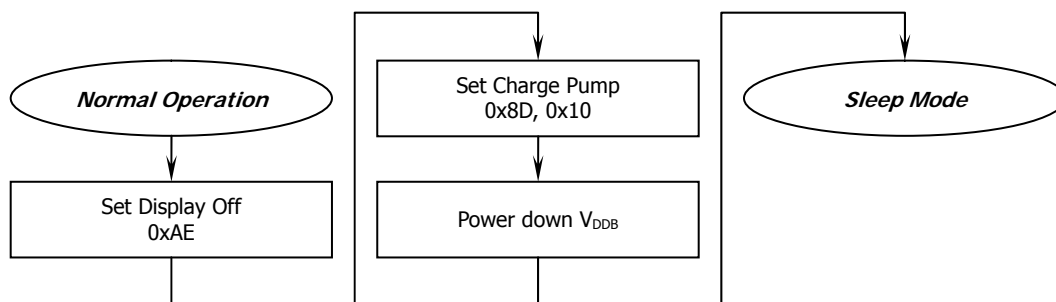 Normal Operation
Set Display Off
0xAE
Set Charge Pump
0x8D, 0x10
Power down VDDB
Sleep Mode